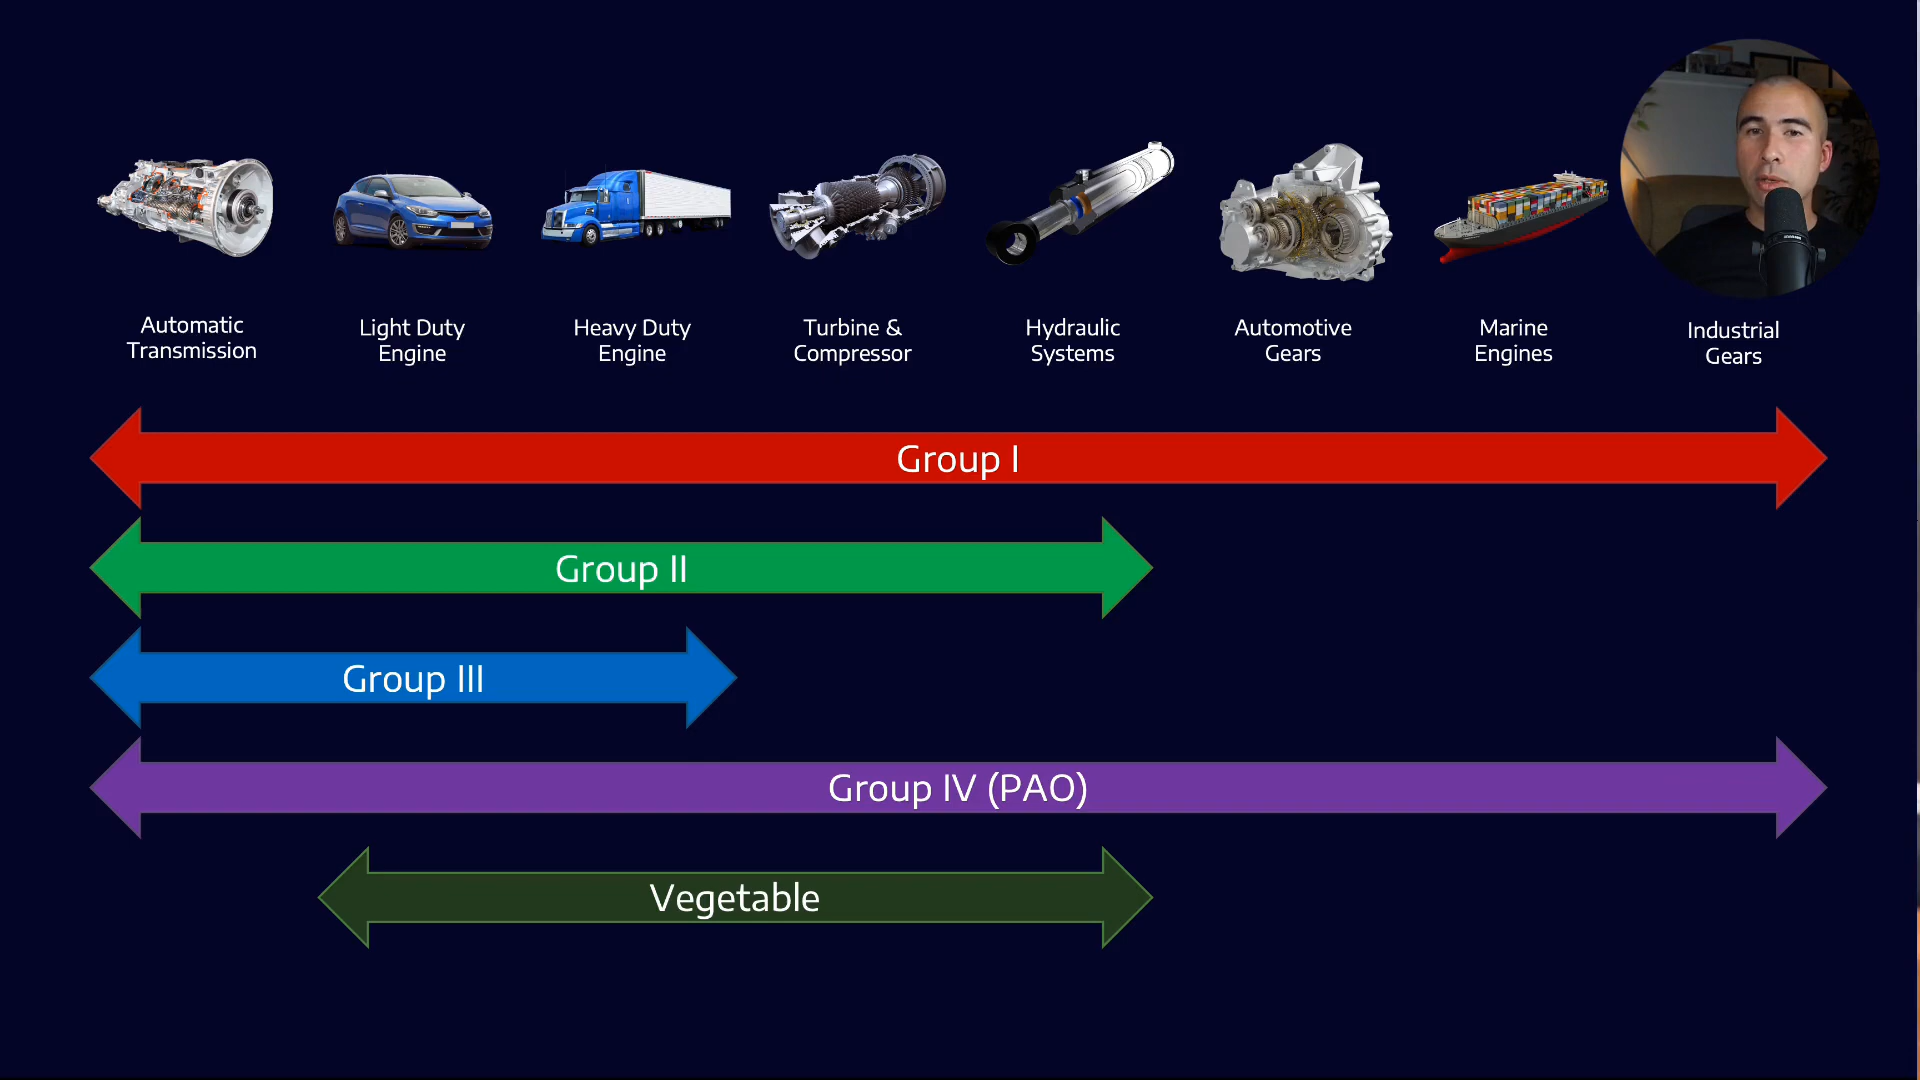 Automatic
Transmission
Light Duty
Engine
Heavy Duty
Engine
Turbine &
Compressor
Hydraulic
Systems
Automotive
Gears
Marine
Engines
Industrial
Gears
Group I
Group II
Group III
Group IV (PAO)
Vegetable